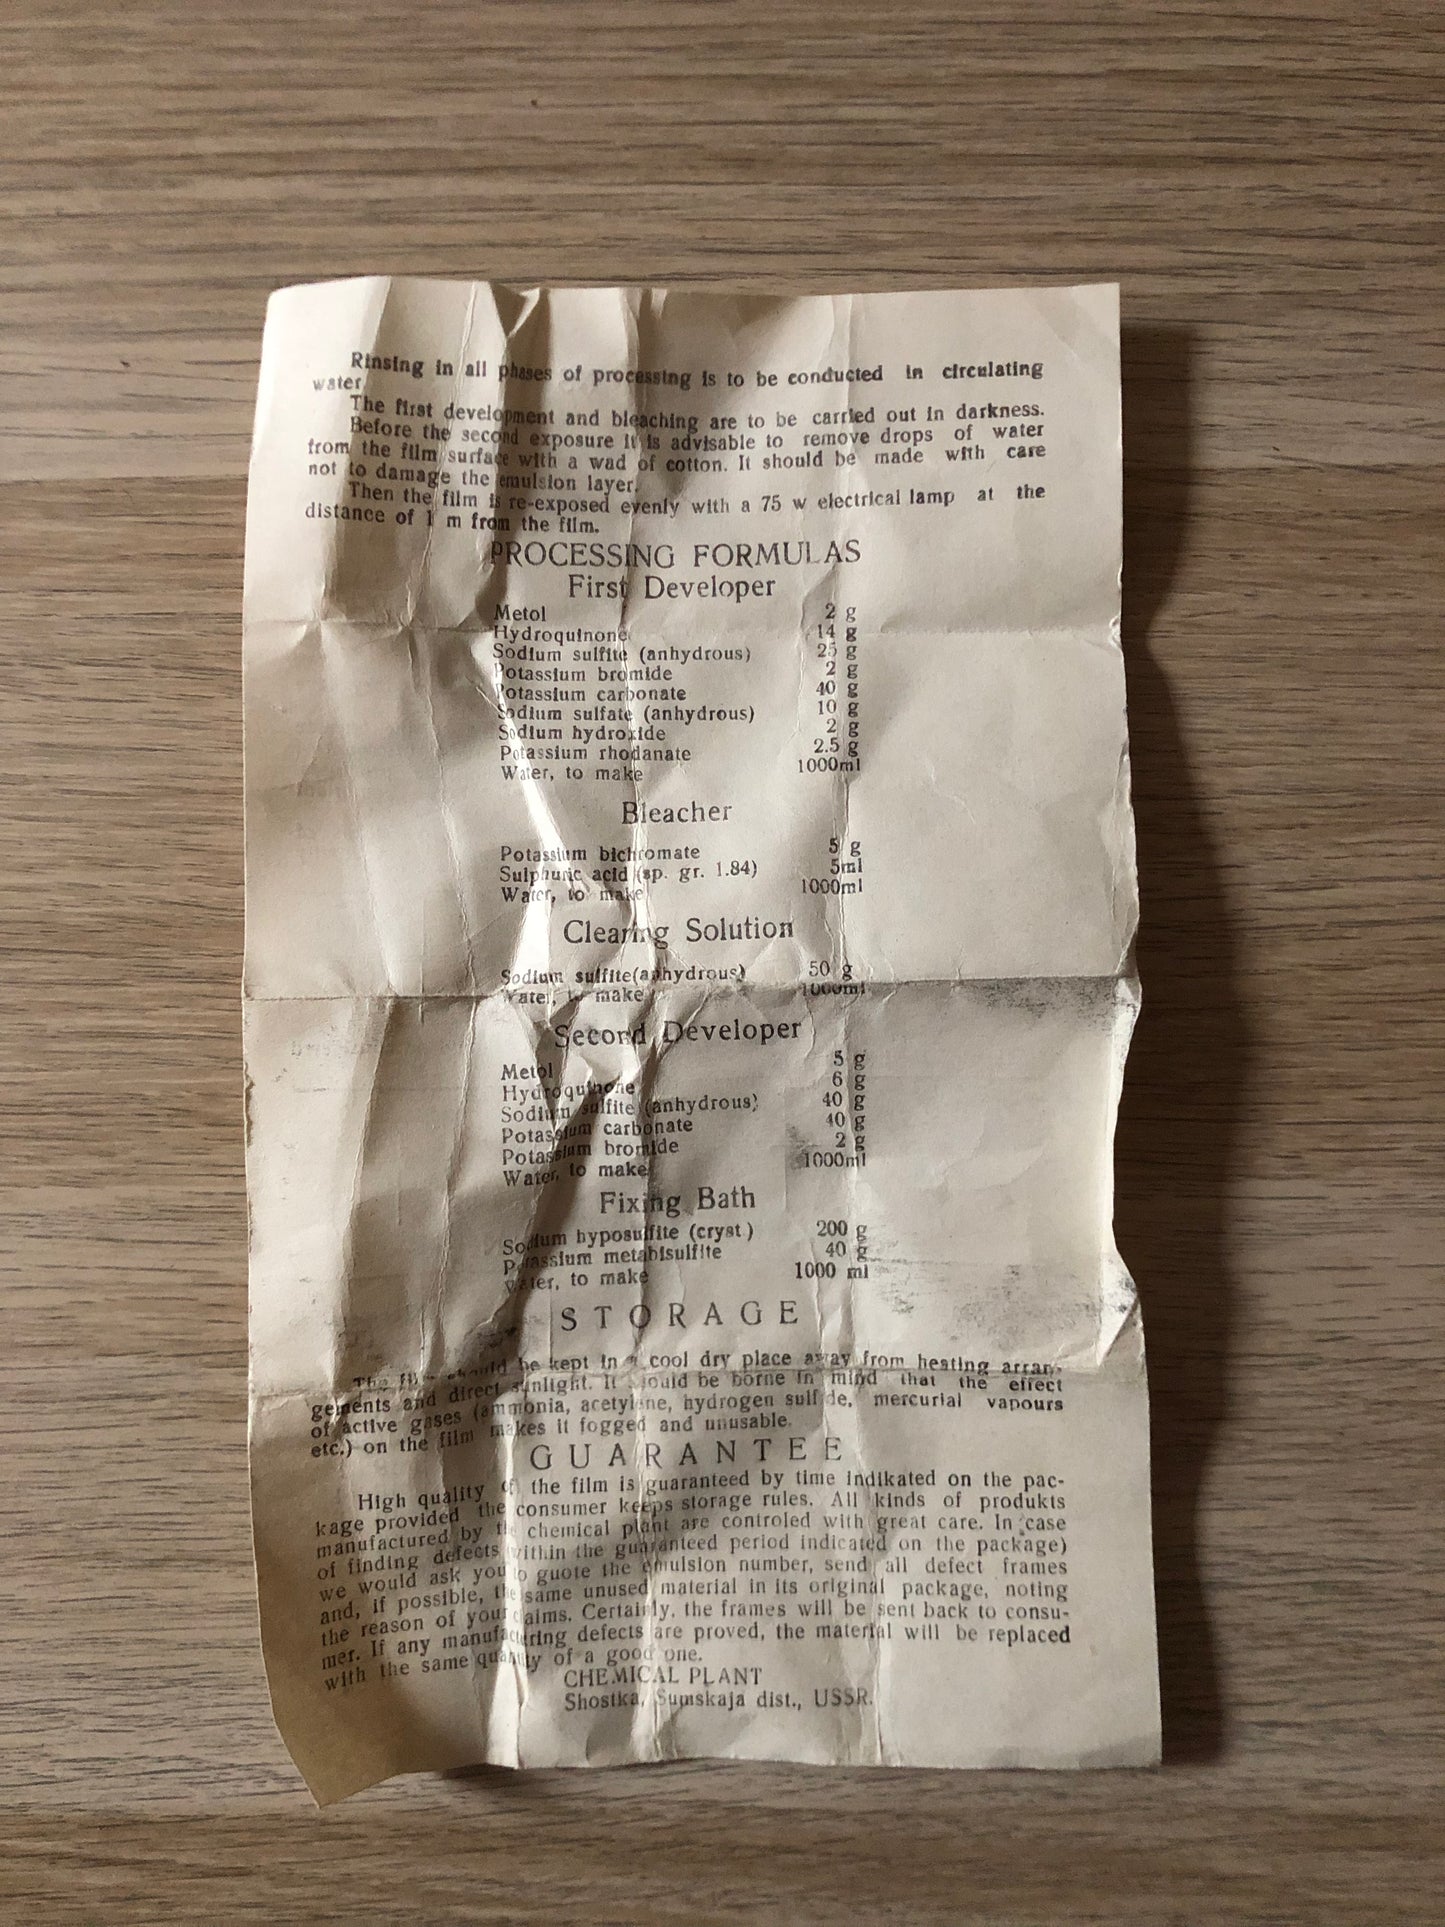 Rinsing in all phases of processing is to be conducted in circulating
water.
The first development and bleaching are to be carried out in darkness.
Before the second exposure it is advisable to remove drops of water
from the film surface with a wad of cotton. It should be made with care
not to damage the emulsion layer.
Then the film is re-exposed evenly with a 75 w electrical lamp at the
distance of 1 m from the film.
PROCESSING FORMULAS
First Developer
Metol 2 g
Hydroquinone 14 g
Sodium sulfite (anhydrous) 25 g
Potassium bromide 2 g
Potassium carbonate 40 g
Sodium sulfate (anhydrous) 10 g
Sodium hydroxide 2 g
Potassium rhodanate 2.5 g
Water, to make 1000ml
Bleacher
Potassium bichromate 5 g
Sulphuric acid (sp. gr. 1.84) 5ml
Water, to make 1000ml
Clearing Solution
Sodium sulfite(anhydrous) 50 g
Water, to make 1000ml
Second Developer
Metol 5 g
Hydroquinone 6 g
Sodium sulfite (anhydrous) 40 g
Potassium carbonate 40 g
Potassium bromide 2 g
Water, to make 1000ml
Fixing Bath
Sodium hyposulfite (cryst.) 200 g
Potassium metabisulfite 40 g
Water, to make 1000 ml
STORAGE
The film should be kept in a cool dry place away from heating arran-
gements and direct sunlight. It should be borne in mind that the effect
of active gases (ammonia, acetylene, hydrogen sulfide, mercurial vapours
etc.) on the film makes it fogged and unusable.
GUARANTEE
High quality of the film is guaranteed by time indikated on the pac-
kage provided the consumer keeps storage rules. All kinds of produkts
manufactured by the chemical plant are controled with great care. In case
of finding defects within the guaranteed period indicated on the package)
we would ask you to guote the emulsion number, send all defect frames
and, if possible, the same unused material in its original package, noting
the reason of your claims. Certainly, the frames will be sent back to consu-
mer. If any manufacturing defects are proved, the material will be replaced
with the same quantity of a good one.
CHEMICAL PLANT
Shostka, Sumskaja dist., USSR.